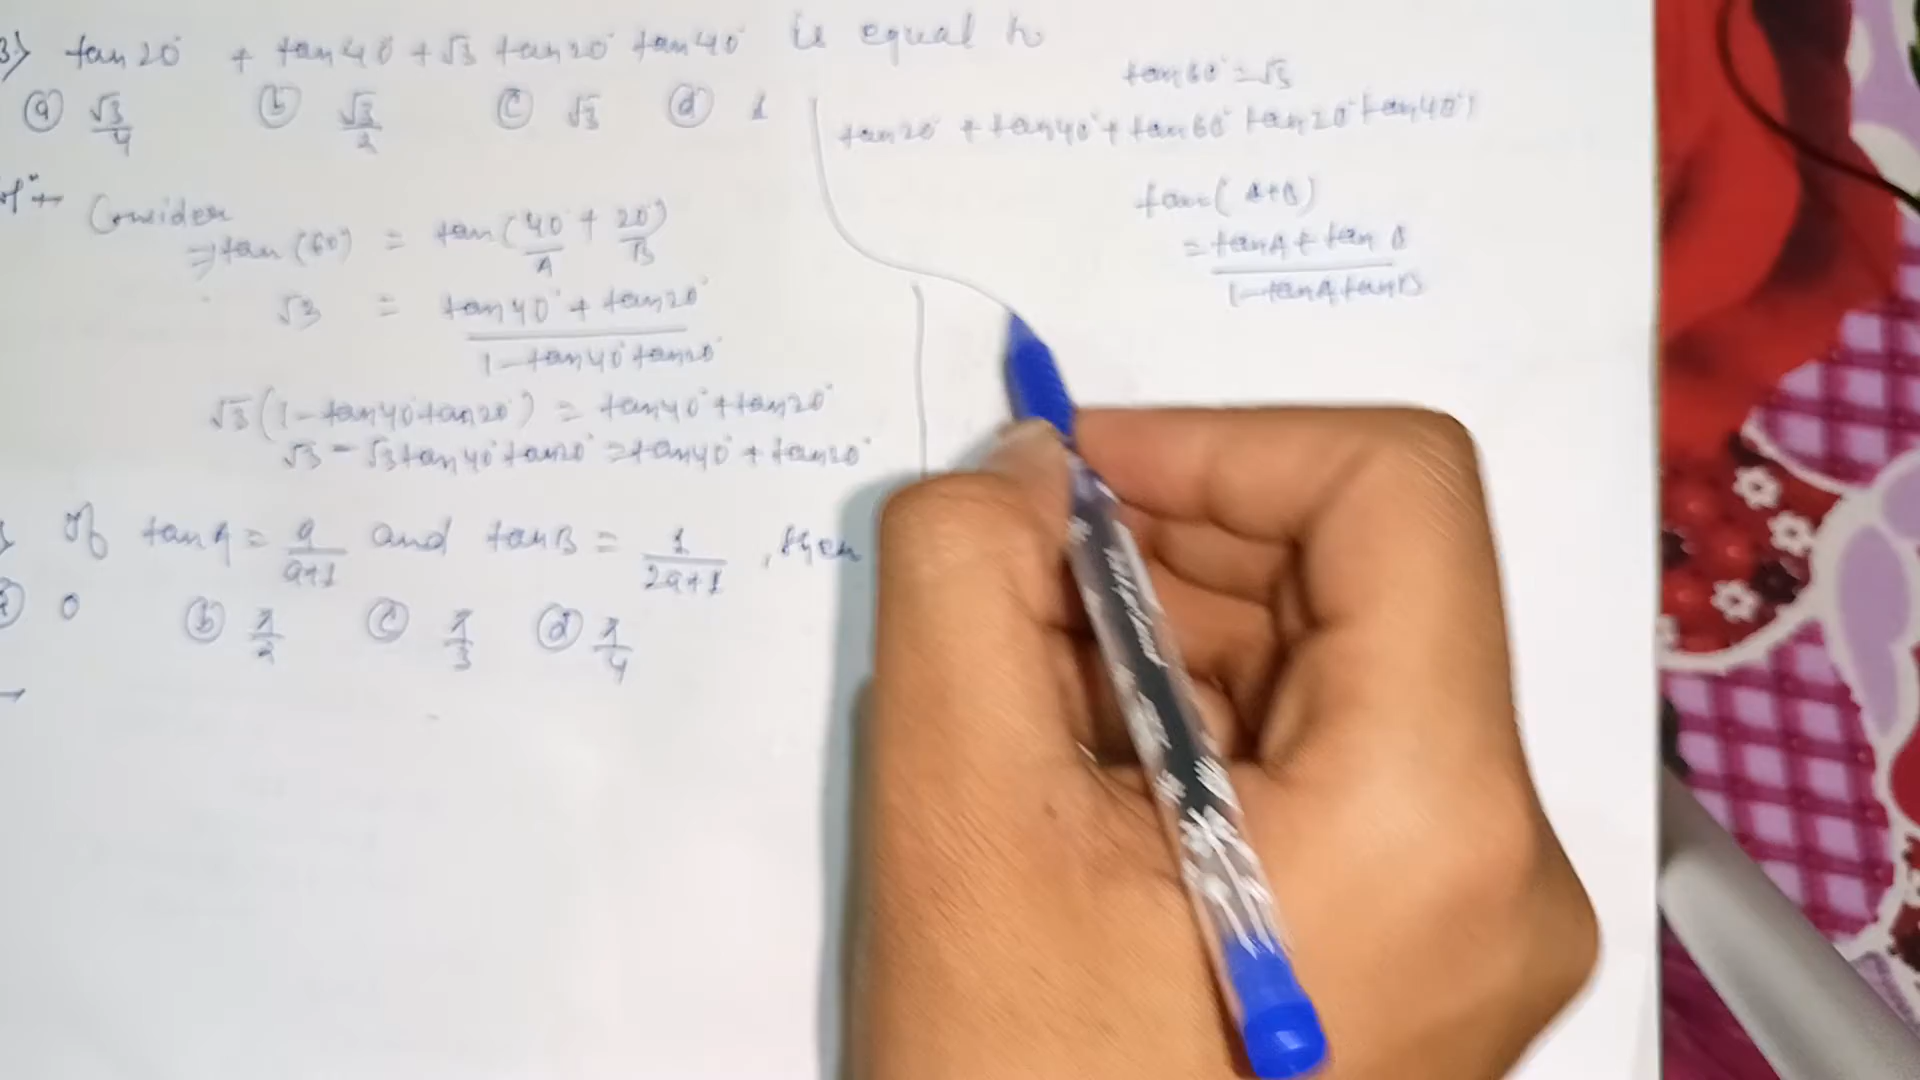 3) tan 20° + tan 40° + √3 tan 20° tan 40° is equal to
(a) √3/4 (b) √3/2 (c) √3 (d) 1
Consider
⇒ tan (60°) = tan (40°/A + 20°/B)
√3 = (tan 40° + tan 20°)/(1 - tan 40° tan 20°)
√3 (1 - tan 40° tan 20°) = tan 40° + tan 20°
√3 - √3 tan 40° tan 20° = tan 40° + tan 20°
tan 60° = √3
tan 20° + tan 40° + tan 60° tan 20° tan 40°
tan (A+B)
= (tan A + tan B)/(1 - tan A tan B)
If tan A = a/(a+1) and tan B = 1/(2a+1), then
0 (b) π/2 (c) π/3 (d) π/4